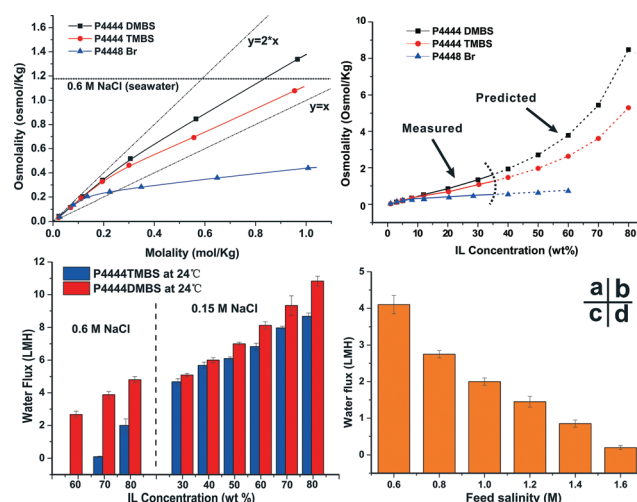 P4444 DMBS
P4444 TMBS
P4448 Br
y=2*x
0.6 M NaCl (seawater)
y=x
Osmolality (osmol/Kg)
1.6
1.4
1.2
1.0
0.8
0.6
0.4
0.2
0.0
0.0 0.2 0.4 0.6 0.8 1.0
Molality (mol/Kg)
P4444 DMBS
P4444 TMBS
P4448 Br
Predicted
Measured
Osmolality (Osmol/Kg)
10
8
6
4
2
0
0 10 20 30 40 50 60 70 80
IL Concentration (wt%)
P4444TMBS at 24℃
P4444DMBS at 24℃
0.6 M NaCl
0.15 M NaCl
Water Flux (LMH)
12
10
8
6
4
2
0
60 70 80 30 40 50 60 70 80
IL Concentration (wt %)
a b
c d
Water flux (LMH)
5
4
3
2
1
0
0.6 0.8 1.0 1.2 1.4 1.6
Feed salinity (M)